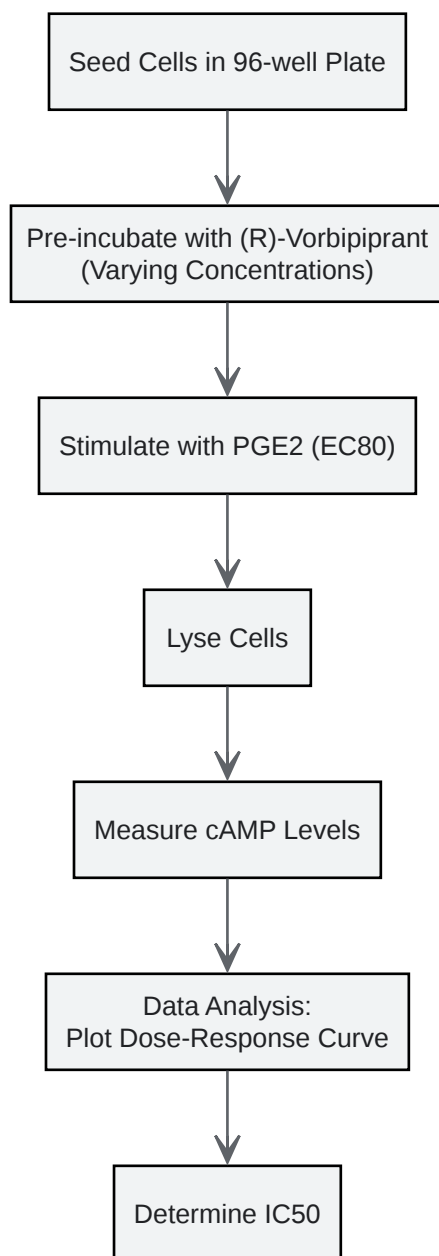 Seed Cells in 96-well Plate
Pre-incubate with (R)-Vorbipiprant
(Varying Concentrations)
Stimulate with PGE2 (EC80)
Lyse Cells
Measure cAMP Levels
Data Analysis:
Plot Dose-Response Curve
Determine IC50